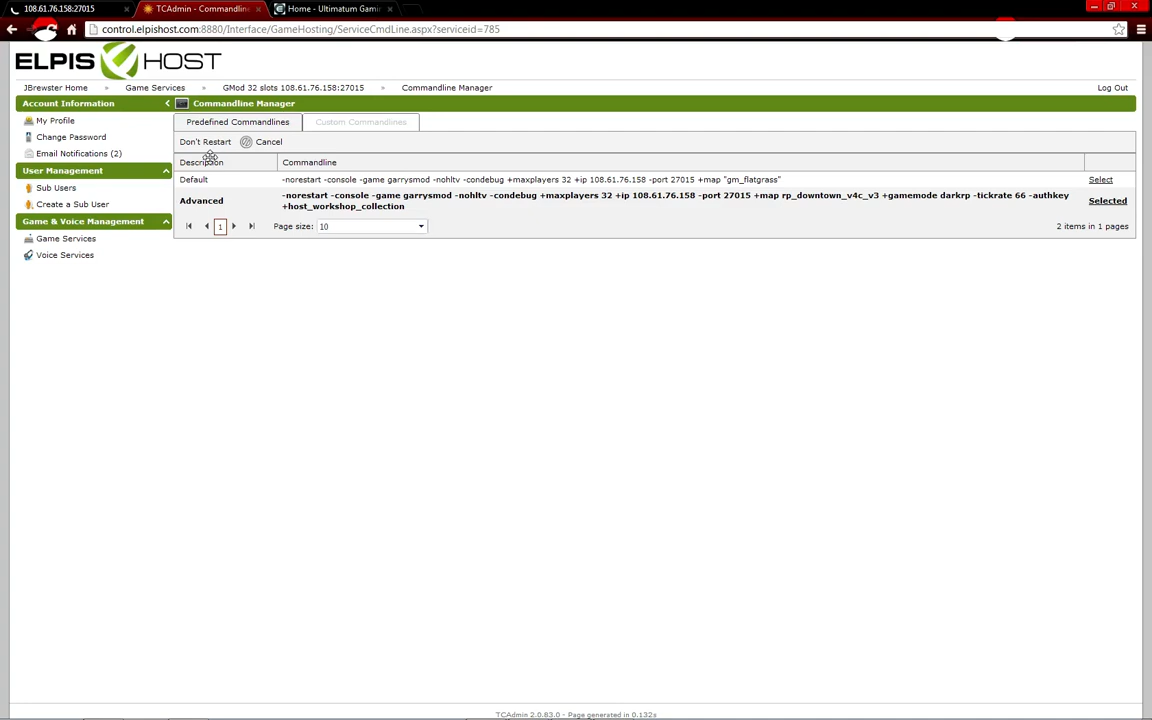 108.61.76.158:27015
TCAdmin - Commandline
Home - Ultimatum Gamin
control.elpishost.com:8880/Interface/GameHosting/ServiceCmdLine.aspx?serviceid=785
ELPIS HOST
JBrewster Home » Game Services » GMod 32 slots 108.61.76.158:27015 » Commandline Manager Log Out
Account Information
My Profile
Change Password
Email Notifications (2)
User Management
Sub Users
Create a Sub User
Game & Voice Management
Game Services
Voice Services
Commandline Manager
Predefined Commandlines Custom Commandlines
Don't Restart Cancel
Description Commandline
Default -norestart -console -game garrysmod -nohltv -condebug +maxplayers 32 +ip 108.61.76.158 -port 27015 +map "gm_flatgrass" Select
Advanced -norestart -console -game garrysmod -nohltv -condebug +maxplayers 32 +ip 108.61.76.158 -port 27015 +map rp_downtown_v4c_v3 +gamemode darkrp -tickrate 66 -authkey Selected
+host_workshop_collection
1 Page size: 10 2 items in 1 pages
TCAdmin 2.0.83.0 - Page generated in 0.132s